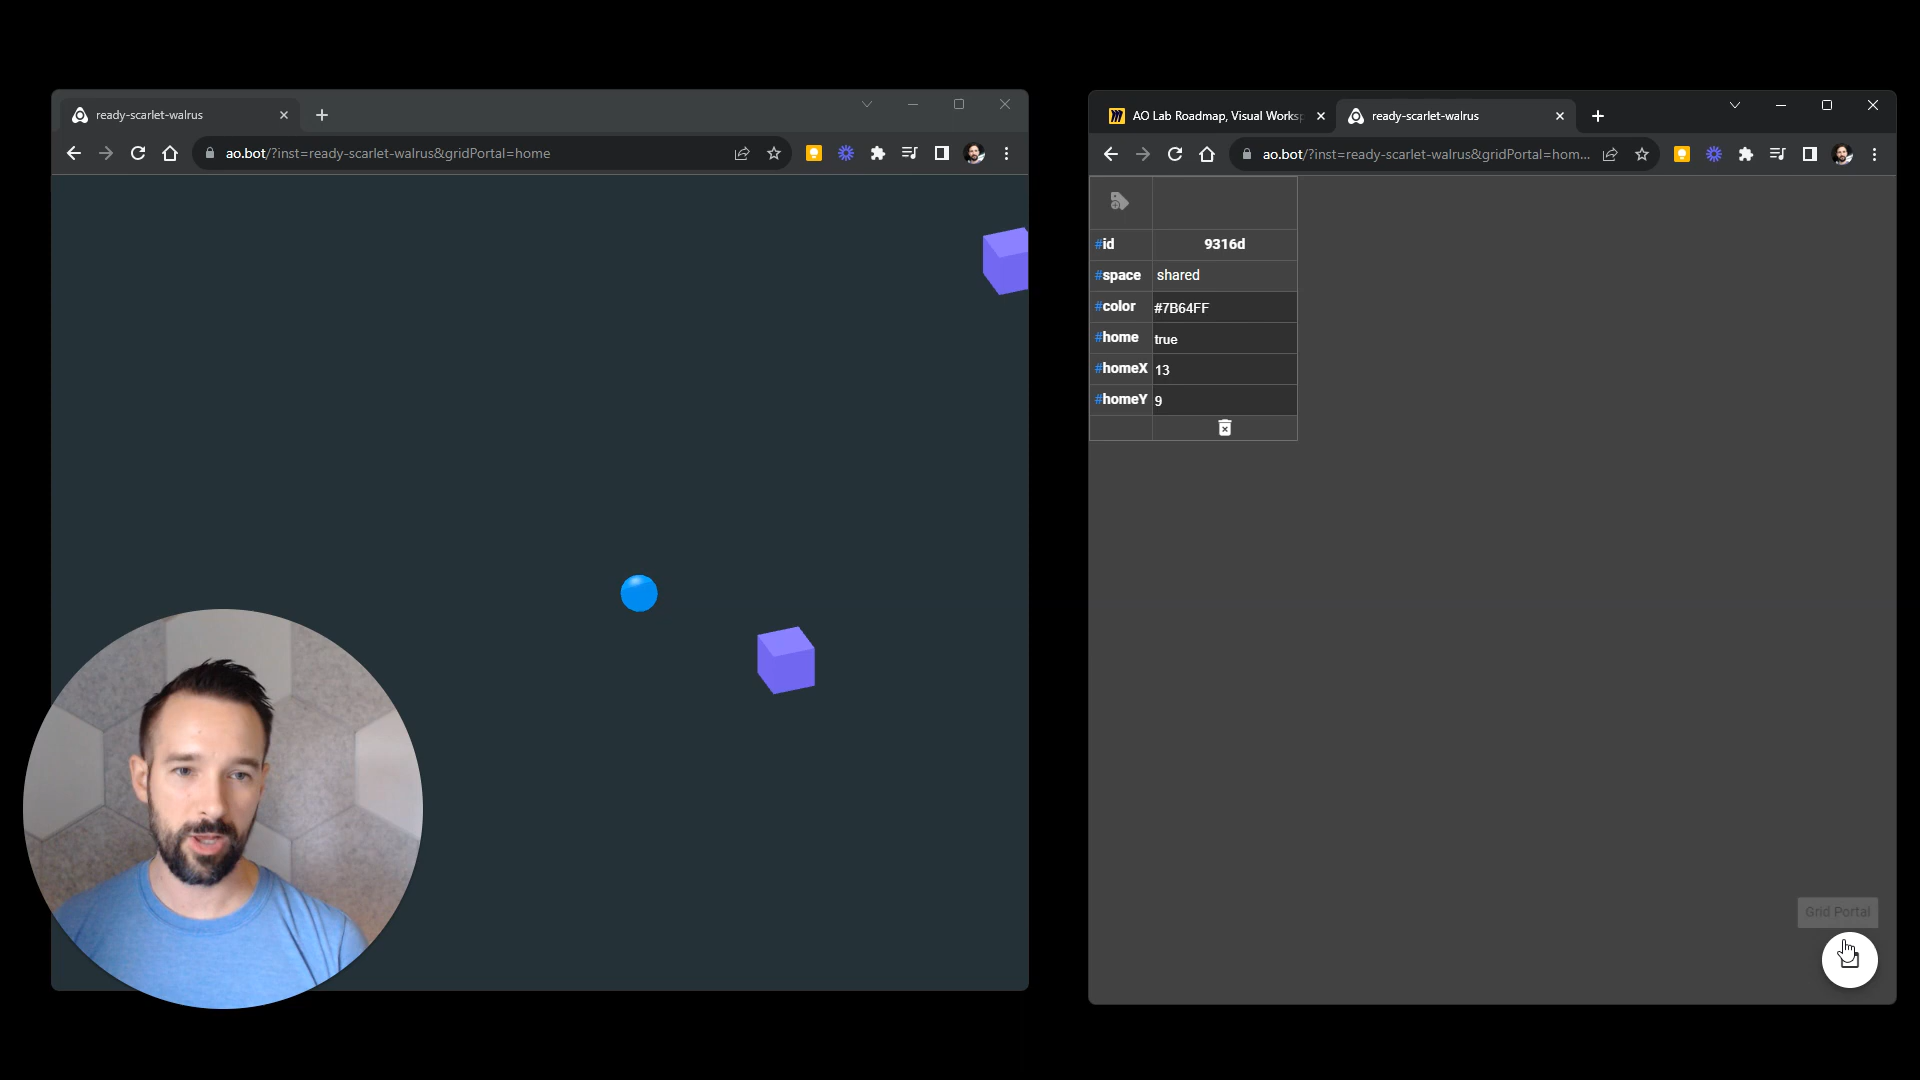 ready-scarlet-walrus
ao.bot/?inst=ready-scarlet-walrus&gridPortal=home
AO Lab Roadmap, Visual Worksp
ready-scarlet-walrus
ao.bot/?inst=ready-scarlet-walrus&gridPortal=hom...
#id 9316d
#space shared
#color #7B64FF
#home true
#homeX 13
#homeY 9
Grid Portal